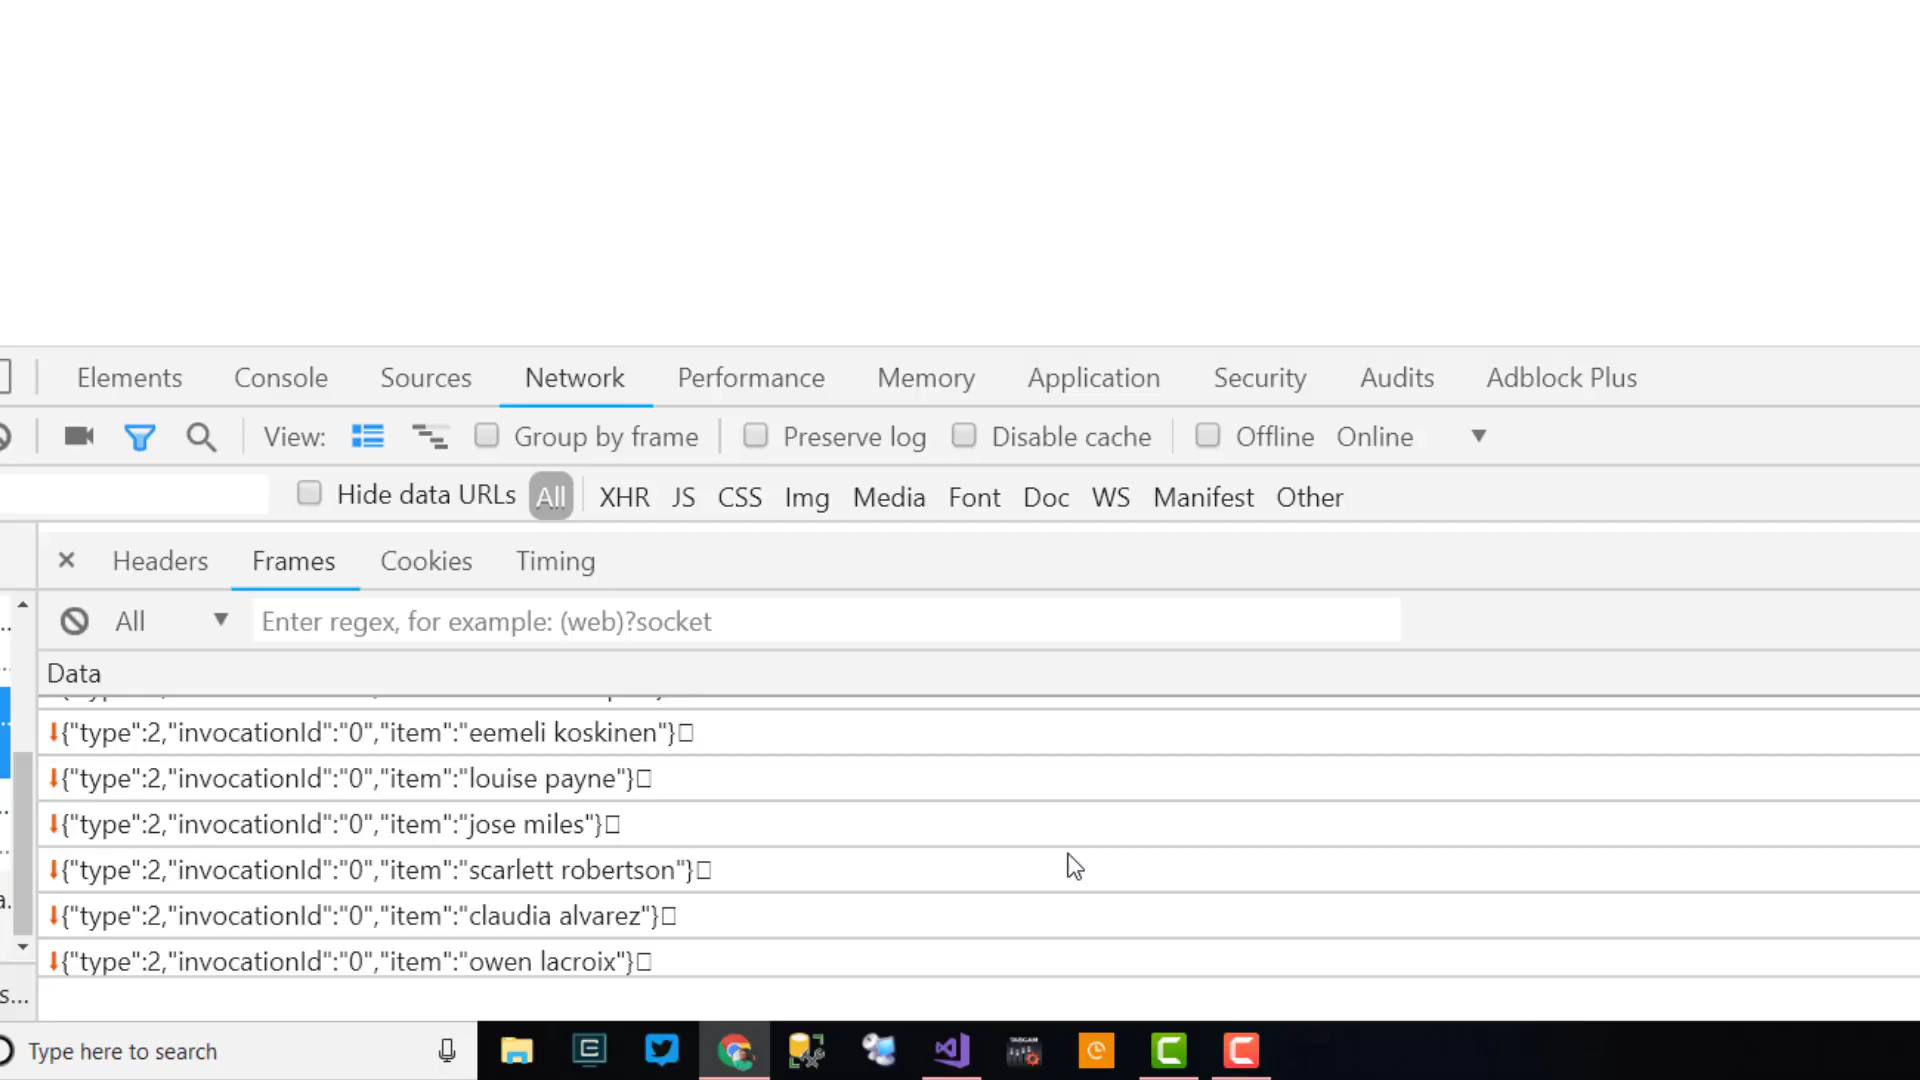 Elements Console Sources Network Performance Memory Application Security Audits Adblock Plus
View: Group by frame Preserve log Disable cache Offline Online
Hide data URLs All XHR JS CSS Img Media Font Doc WS Manifest Other
Headers Frames Cookies Timing
All Enter regex, for example: (web)?socket
Data
{"type":2,"invocationId":"0","item":"eemeli koskinen"}
{"type":2,"invocationId":"0","item":"louise payne"}
{"type":2,"invocationId":"0","item":"jose miles"}
{"type":2,"invocationId":"0","item":"scarlett robertson"}
{"type":2,"invocationId":"0","item":"claudia alvarez"}
{"type":2,"invocationId":"0","item":"owen lacroix"}
a.
s...
Type here to search
TASCAM